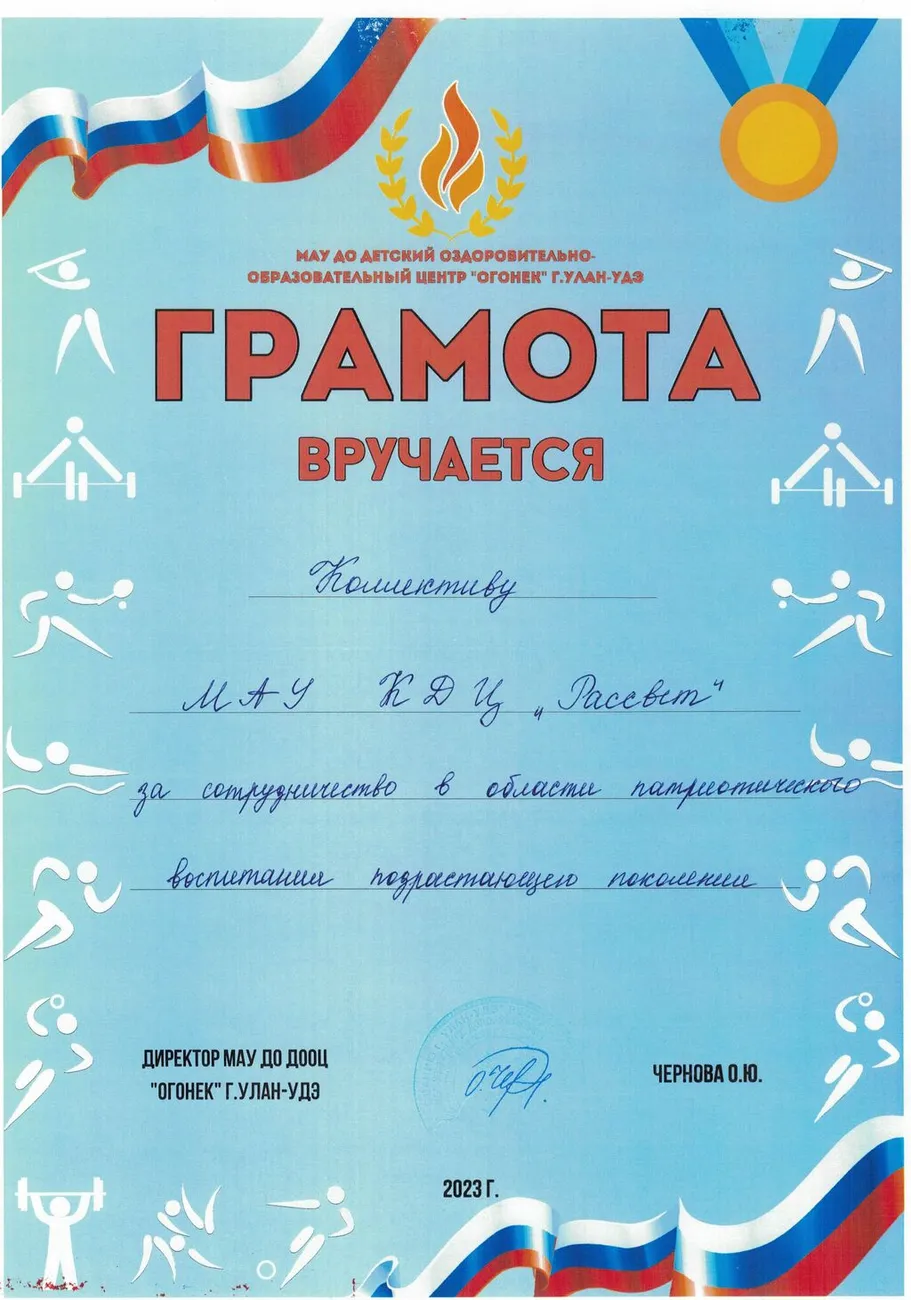 МАУ ДО ДЕТСКИЙ ОЗДОРОВИТЕЛЬНО-
ОБРАЗОВАТЕЛЬНЫЙ ЦЕНТР "ОГОНЕК" Г.УЛАН-УДЭ
ГРАМОТА
ВРУЧАЕТСЯ
Коллективу
МАУ КДЦ „Рассвет"
за сотрудничество в области патриотического
воспитания подрастающего поколения
ДИРЕКТОР МАУ ДО ДООЦ
"ОГОНЕК" Г.УЛАН-УДЭ
ЧЕРНОВА О.Ю.
2023 Г.